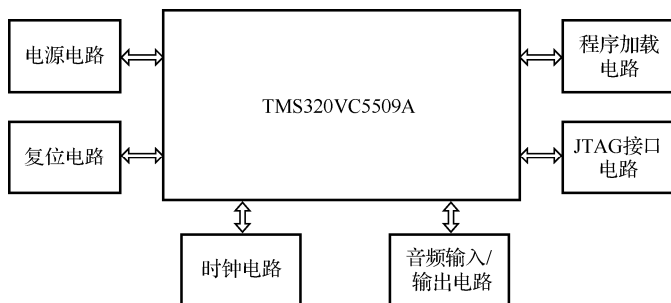 电源电路
程序加载
电路
TMS320VC5509A
复位电路
JTAG接口
电路
时钟电路
音频输入/
输出电路